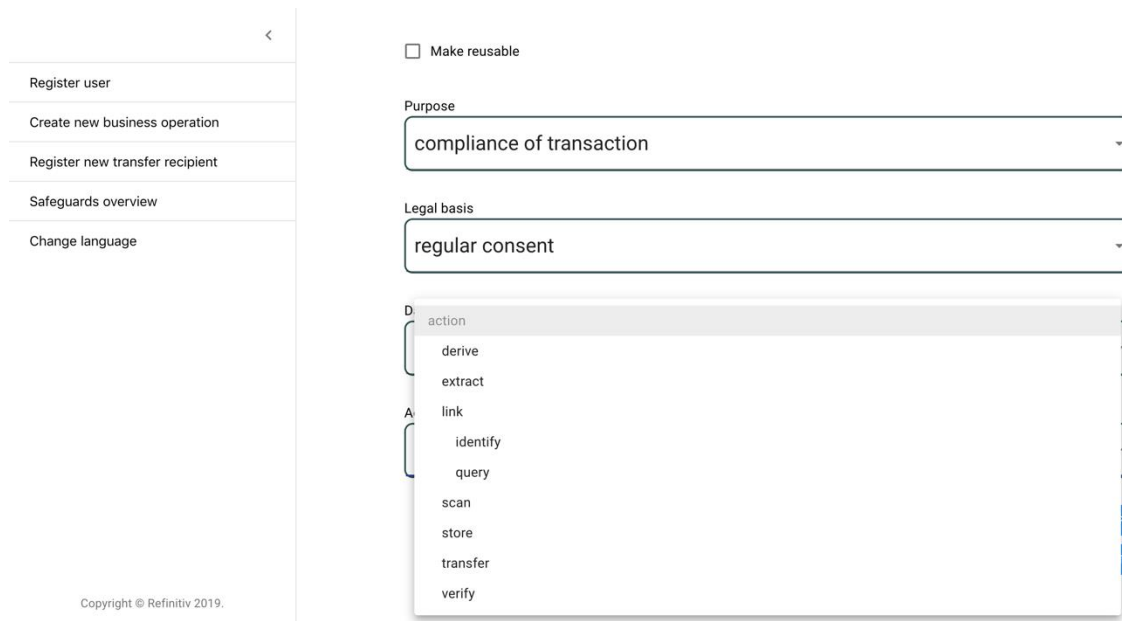 Register user
Create new business operation
Register new transfer recipient
Safeguards overview
Change language
Copyright © Refinitiv 2019.
Make reusable
Purpose
compliance of transaction
Legal basis
regular consent
action
derive
extract
link
identify
query
scan
store
transfer
verify